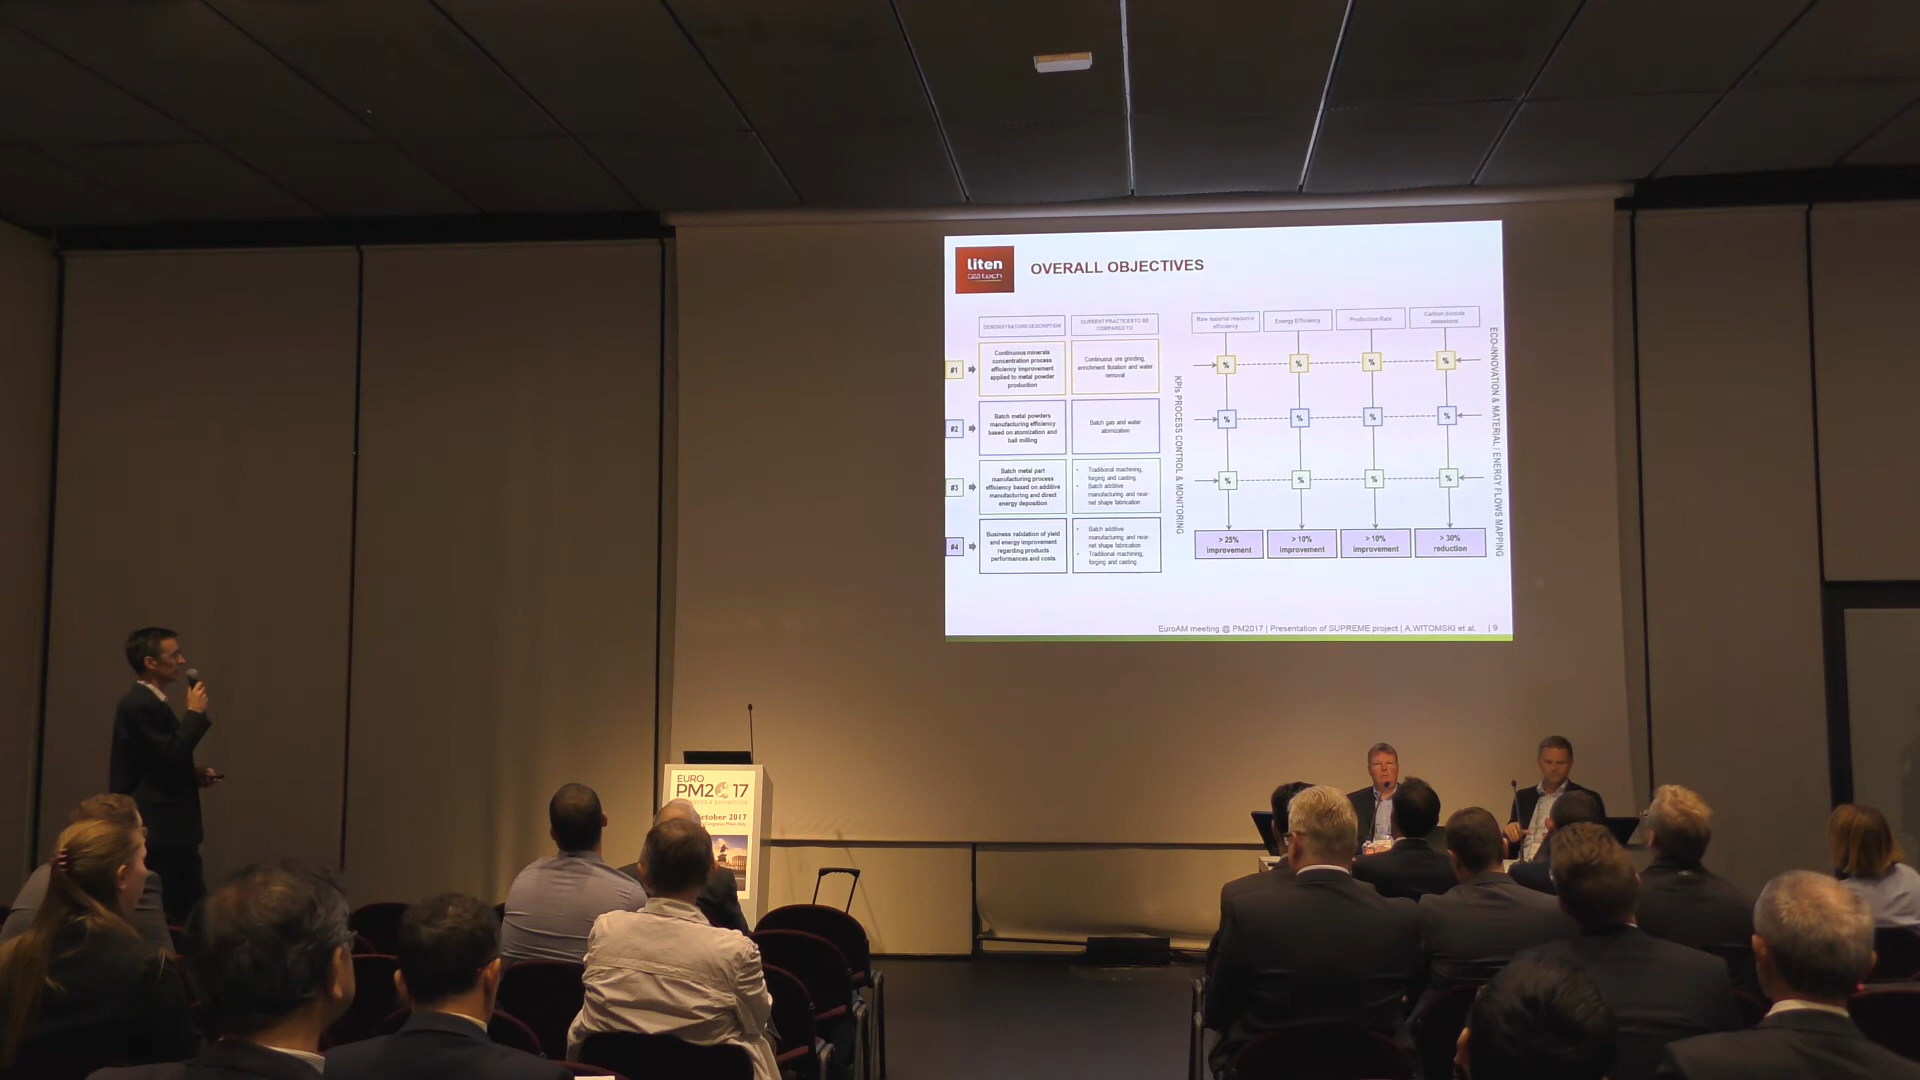 liten
cea tech
OVERALL OBJECTIVES
DEMONSTRATORS DESCRIPTION
CURRENT PRACTICES TO BE
COMPARED TO
#1
Continuous minerals
concentration process
efficiency improvement
applied to metal powder
production
Continuous ore grinding,
enrichment flotation and water
removal
#2
Batch metal powders
manufacturing efficiency
based on atomization and
ball milling
Batch gas and water
atomization
#3
Batch metal part
manufacturing process
efficiency based on additive
manufacturing and direct
energy deposition
• Traditional machining,
forging and casting
• Batch additive
manufacturing and near-
net shape fabrication
#4
Business validation of yield
and energy improvement
regarding products
performances and costs
• Batch additive
manufacturing and near-
net shape fabrication
• Traditional machining,
forging and casting
KPIs PROCESS CONTROL & MONITORING
Raw material resource
efficiency
Energy Efficiency
Production Rate
Carbon dioxide
emissions
% % % %
% % % %
% % % %
> 25%
improvement
> 10%
improvement
> 10%
improvement
> 30%
reduction
ECO-INNOVATION & MATERIAL / ENERGY FLOWS MAPPING
EuroAM meeting @ PM2017 | Presentation of SUPREME project | A.WITOMSKI et al. | 9
EURO
PM2017
& EXHIBITION
ctober 2017
Congress, Milan, Italy